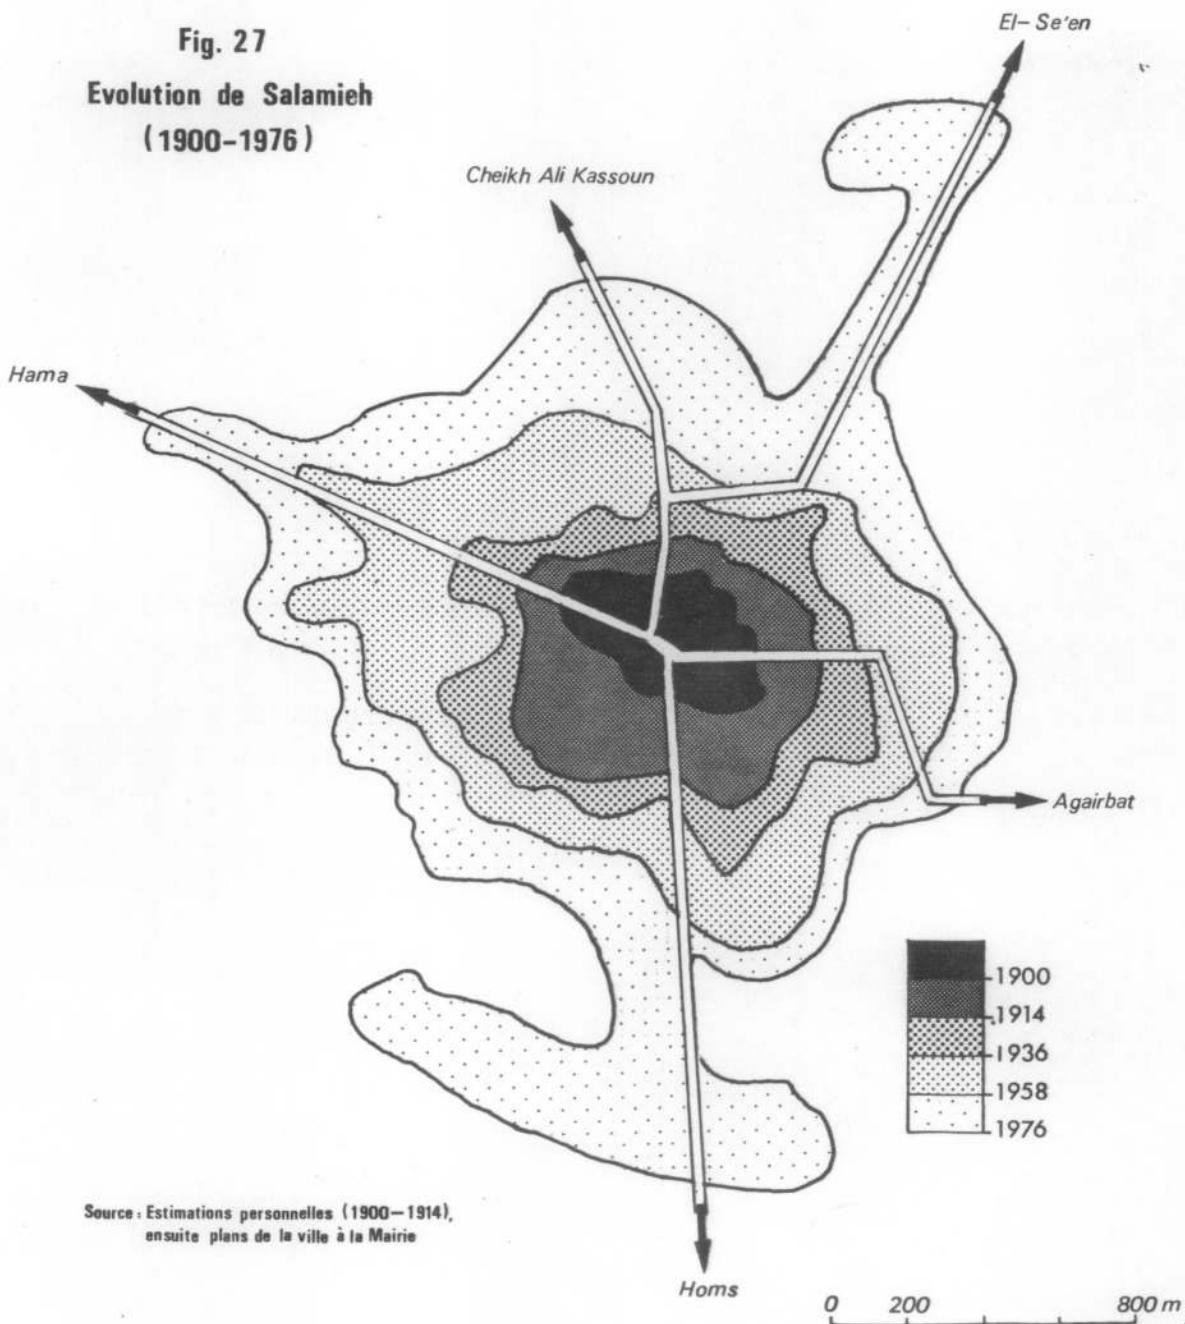 Fig. 27
Evolution de Salamieh
(1900-1976)
El-Se'en
Cheikh Ali Kassoun
Hama
Agairbat
1900
1914
1936
1958
1976
Source: Estimations personnelles (1900-1914),
ensuite plans de la ville à la Mairie
Homs
0 200 800 m